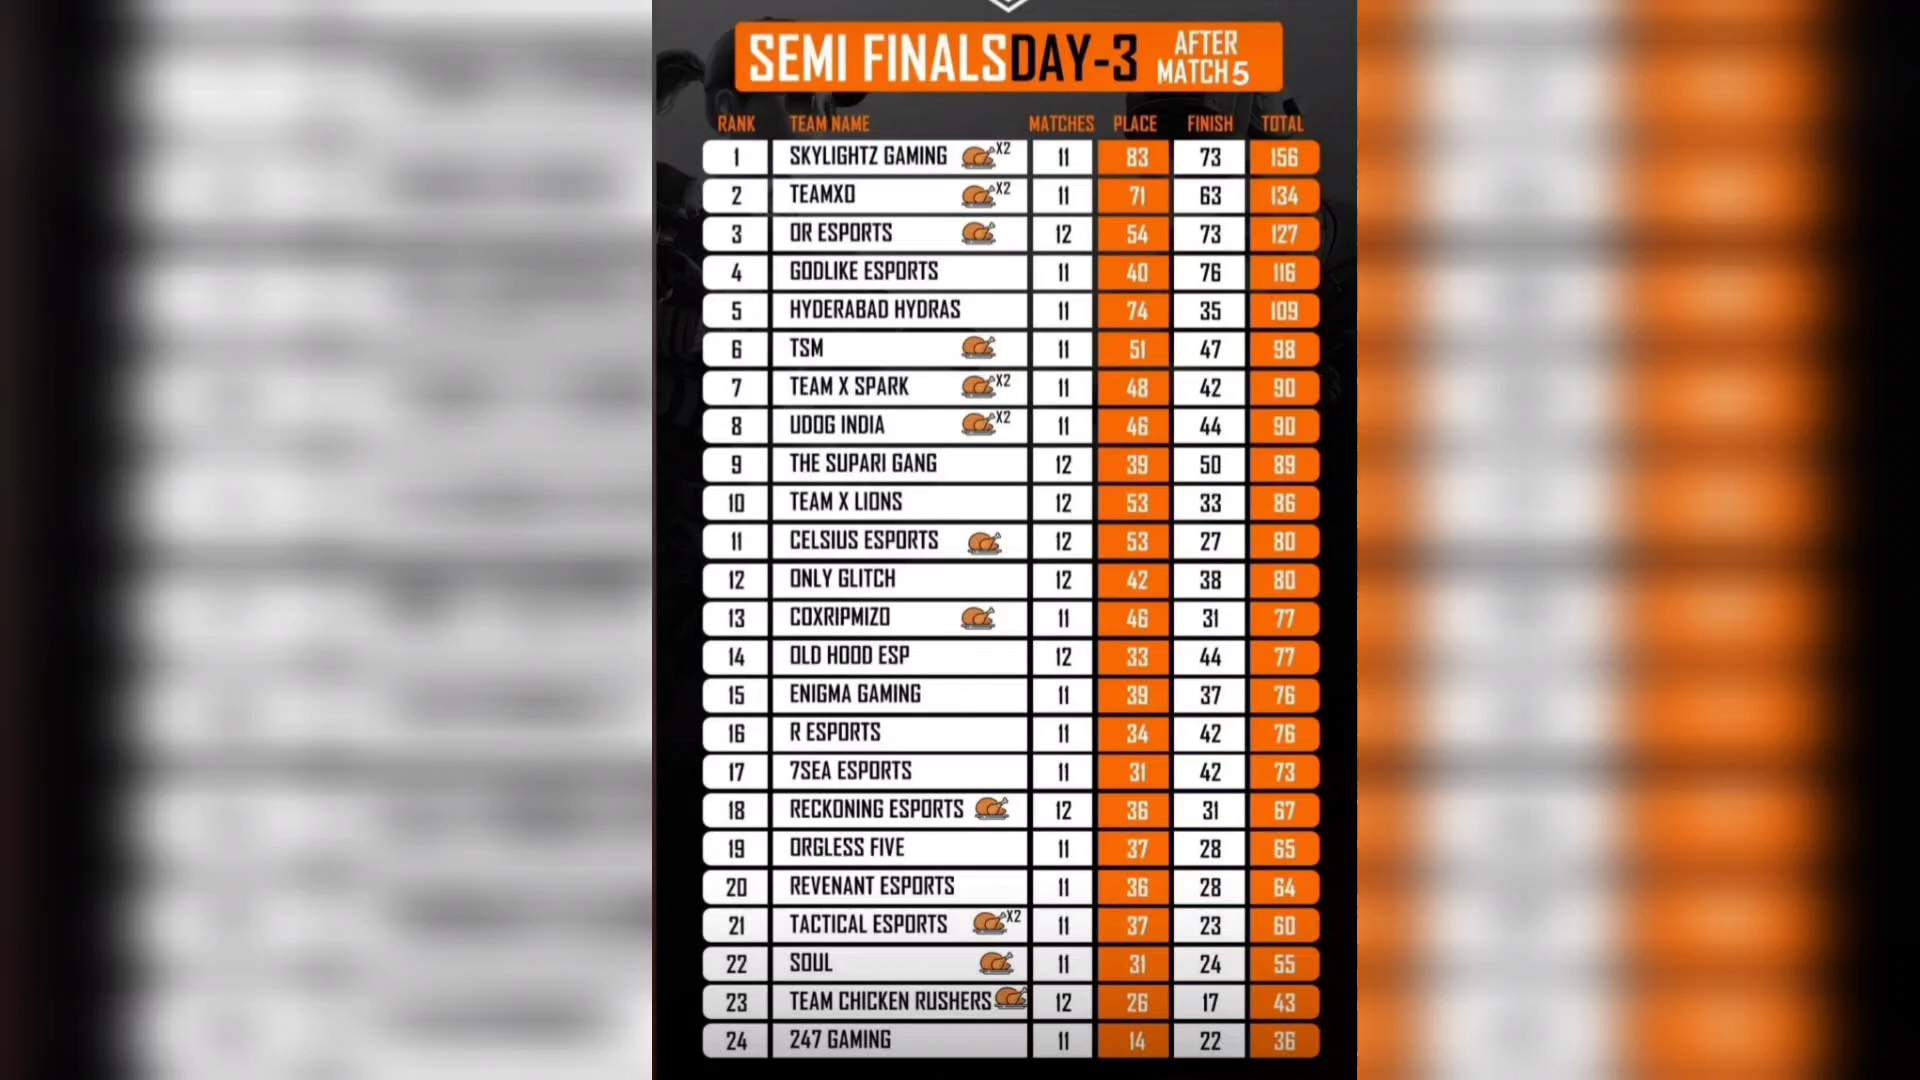 SEMI FINALS DAY-3 AFTER MATCH 5
RANK TEAM NAME MATCHES PLACE FINISH TOTAL
1 SKYLIGHTZ GAMING X2 11 83 73 156
2 TEAMXO X2 11 71 63 134
3 OR ESPORTS 12 54 73 127
4 GODLIKE ESPORTS 11 40 76 116
5 HYDERABAD HYDRAS 11 74 35 109
6 TSM 11 51 47 98
7 TEAM X SPARK X2 11 48 42 90
8 UDOG INDIA X2 11 46 44 90
9 THE SUPARI GANG 12 39 50 89
10 TEAM X LIONS 12 53 33 86
11 CELSIUS ESPORTS 12 53 27 80
12 ONLY GLITCH 12 42 38 80
13 COXRIPMIZO 11 46 31 77
14 OLD HOOD ESP 12 33 44 77
15 ENIGMA GAMING 11 39 37 76
16 R ESPORTS 11 34 42 76
17 7SEA ESPORTS 11 31 42 73
18 RECKONING ESPORTS 12 36 31 67
19 ORGLESS FIVE 11 37 28 65
20 REVENANT ESPORTS 11 36 28 64
21 TACTICAL ESPORTS X2 11 37 23 60
22 SOUL 11 31 24 55
23 TEAM CHICKEN RUSHERS 12 26 17 43
24 247 GAMING 11 14 22 36